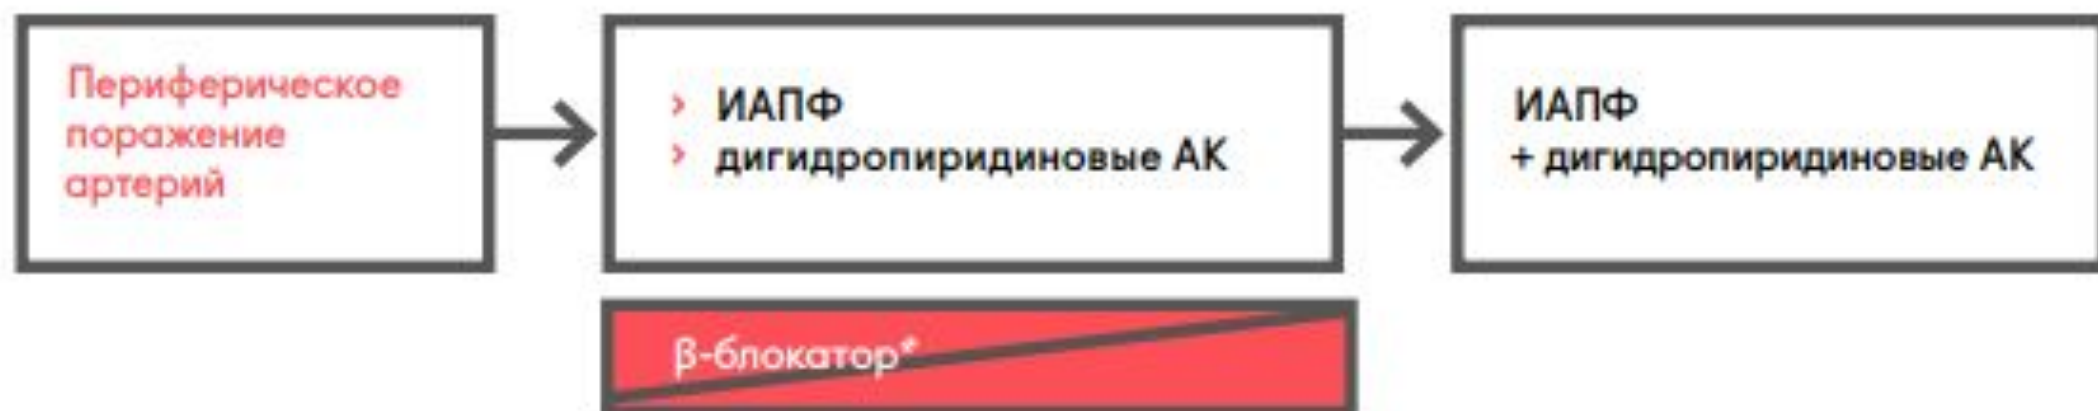 Периферическое
поражение
артерий
› ИАПФ
› дигидропиридиновые АК
ИАПФ
+ дигидропиридиновые АК
β-блокатор*